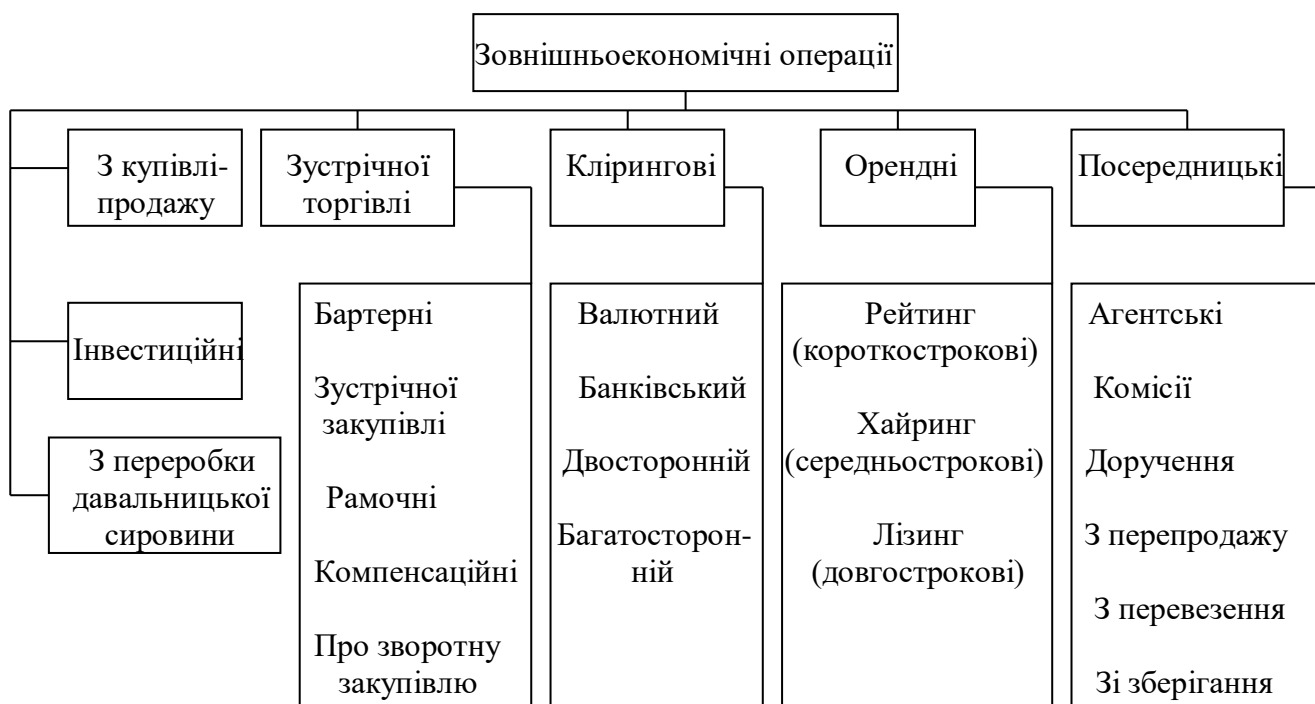 Зовнішньоекономічні операції
З купівлі-
продажу
Зустрічної
торгівлі
Клірингові
Орендні
Посередницькі
Інвестиційні
З переробки
давальницької
сировини
Бартерні
Зустрічної
закупівлі
Рамочні
Компенсаційні
Про зворотну
закупівлю
Валютний
Банківський
Двосторонній
Багатосторон-
ній
Рейтинг
(короткострокові)
Хайринг
(середньострокові)
Лізинг
(довгострокові)
Агентські
Комісії
Доручення
З перепродажу
З перевезення
Зі зберігання